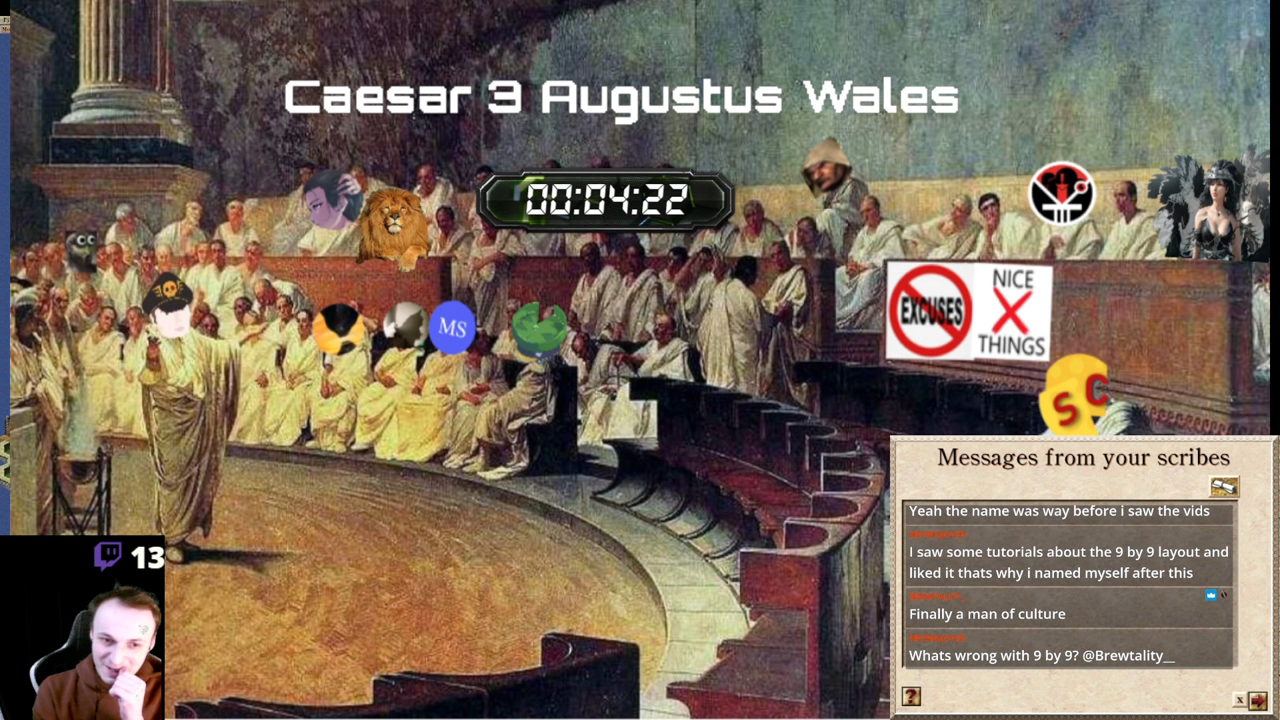 Caesar 3 Augustus Wales
00:04:22
MS
EXCUSES
NICE
THINGS
S C
Messages from your scribes
Yeah the name was way before i saw the vids
I saw some tutorials about the 9 by 9 layout and
liked it thats why i named myself after this
Finally a man of culture
Whats wrong with 9 by 9? @Brewtality__
?
x
13